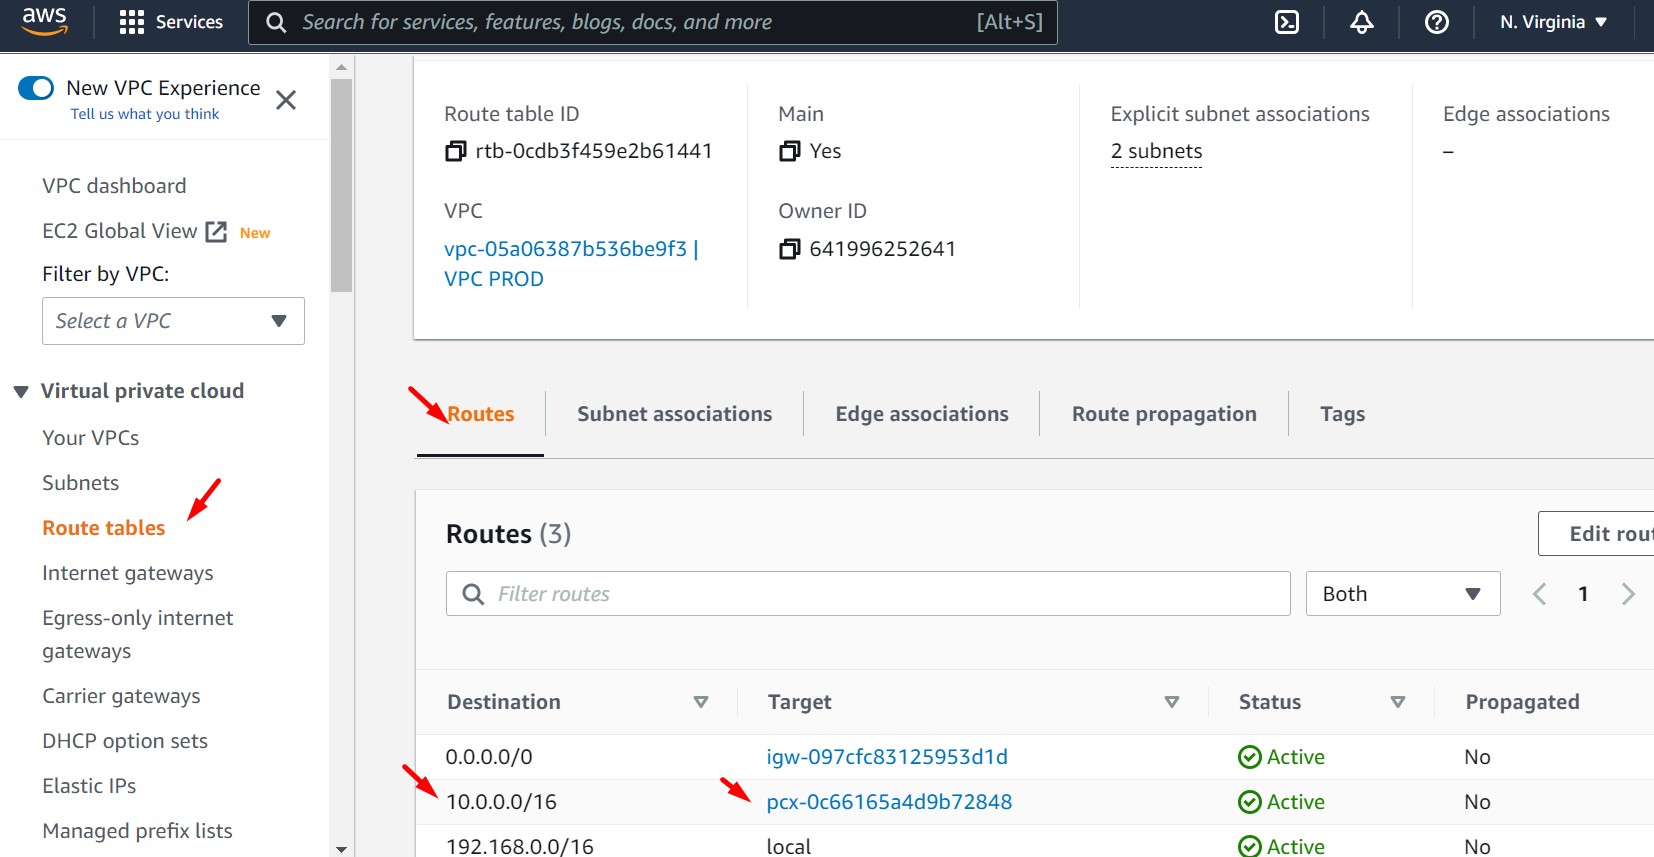 aws
Services
Search for services, features, blogs, docs, and more
[Alt+S]
N. Virginia
New VPC Experience
Tell us what you think
VPC dashboard
EC2 Global View New
Filter by VPC:
Select a VPC
Virtual private cloud
Your VPCs
Subnets
Route tables
Internet gateways
Egress-only internet
gateways
Carrier gateways
DHCP option sets
Elastic IPs
Managed prefix lists
Route table ID
rtb-0cdb3f459e2b61441
Main
Yes
Explicit subnet associations
2 subnets
Edge associations
–
VPC
vpc-05a06387b536be9f3 |
VPC PROD
Owner ID
641996252641
Routes Subnet associations Edge associations Route propagation Tags
Routes (3)
Edit rou
Filter routes
Both
1
Destination Target Status Propagated
0.0.0.0/0 igw-097cfc83125953d1d Active No
10.0.0.0/16 pcx-0c66165a4d9b72848 Active No
192.168.0.0/16 local Active No